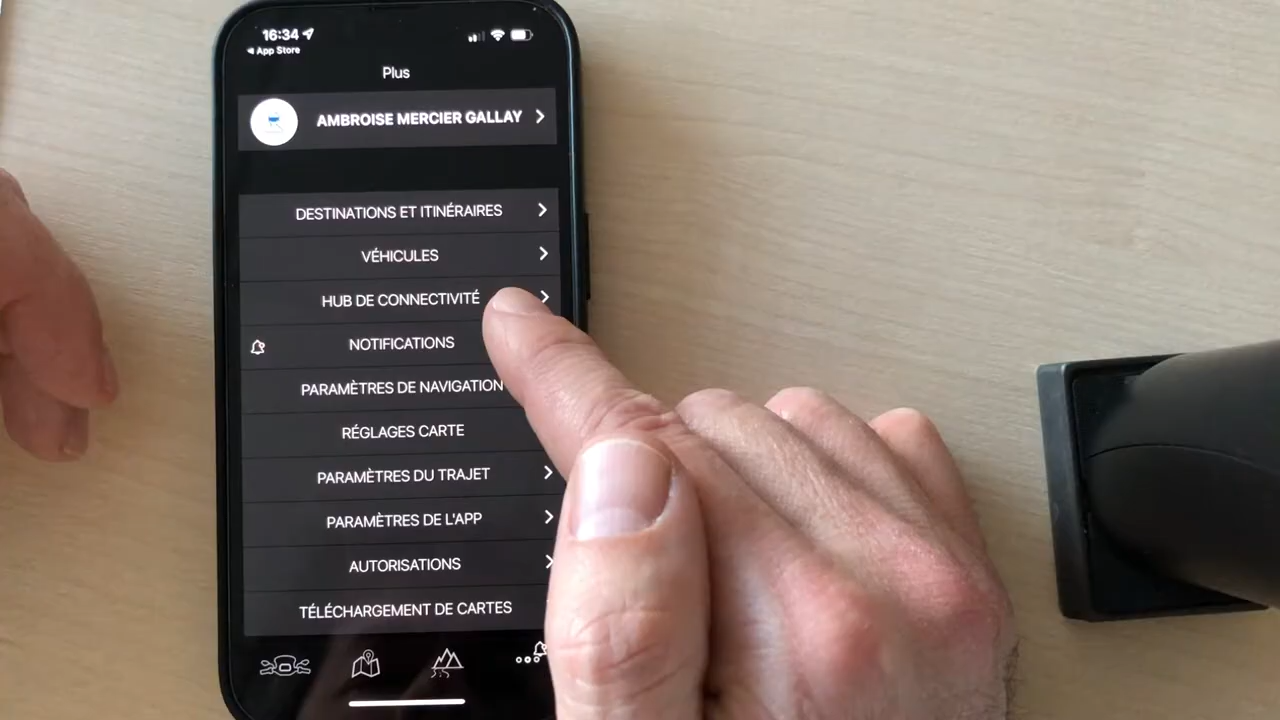 16:34
App Store
Plus
AMBROISE MERCIER GALLAY
DESTINATIONS ET ITINÉRAIRES
VÉHICULES
HUB DE CONNECTIVITÉ
NOTIFICATIONS
PARAMÈTRES DE NAVIGATION
RÉGLAGES CARTE
PARAMÈTRES DU TRAJET
PARAMÈTRES DE L'APP
AUTORISATIONS
TÉLÉCHARGEMENT DE CARTES